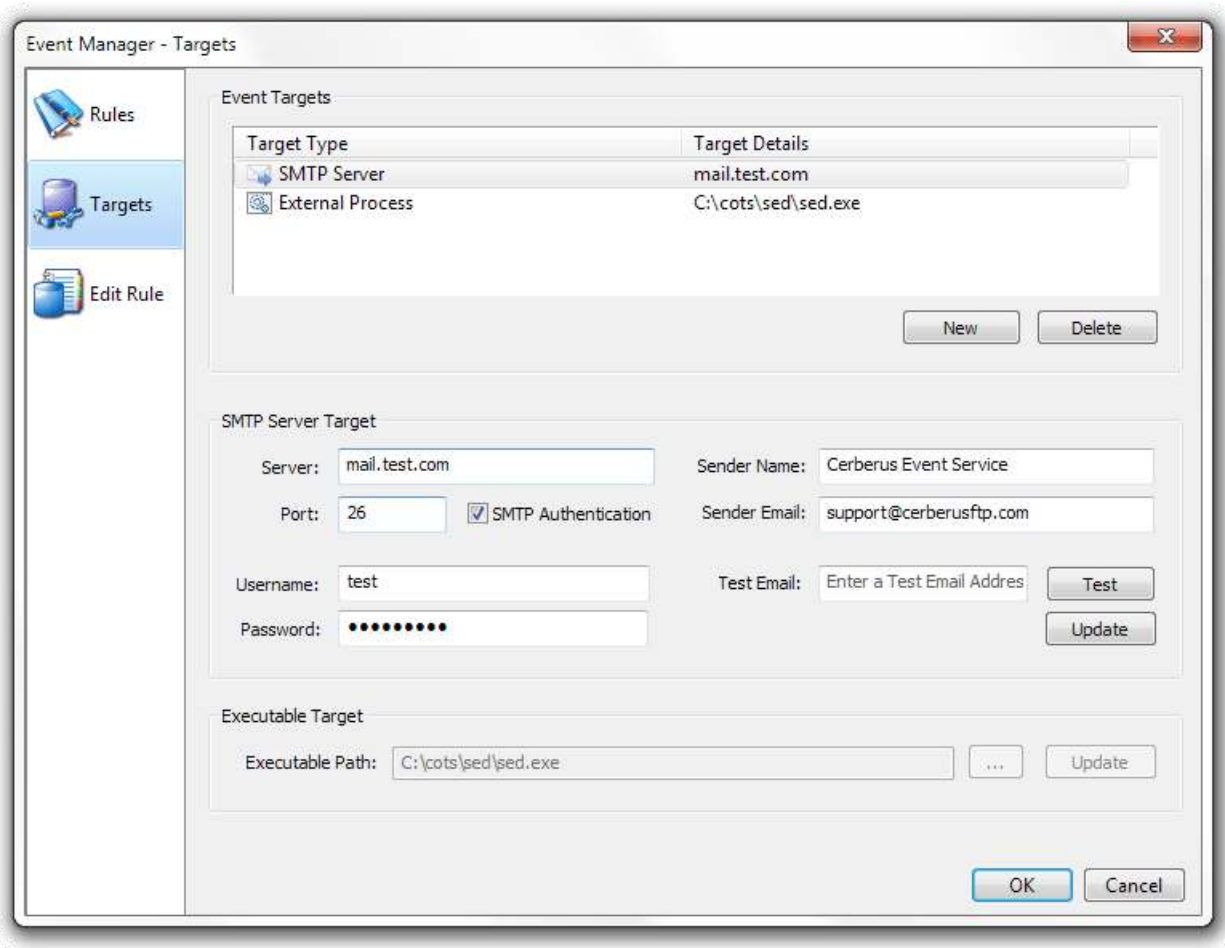 Event Manager - Targets
Rules
Targets
Edit Rule
Event Targets
Target Type Target Details
SMTP Server mail.test.com
External Process C:\cots\sed\sed.exe
New Delete
SMTP Server Target
Server: mail.test.com Sender Name: Cerberus Event Service
Port: 26 SMTP Authentication Sender Email: support@cerberusftp.com
Username: test Test Email: Enter a Test Email Addres Test
Password: ●●●●●●●●● Update
Executable Target
Executable Path: C:\cots\sed\sed.exe ... Update
OK Cancel